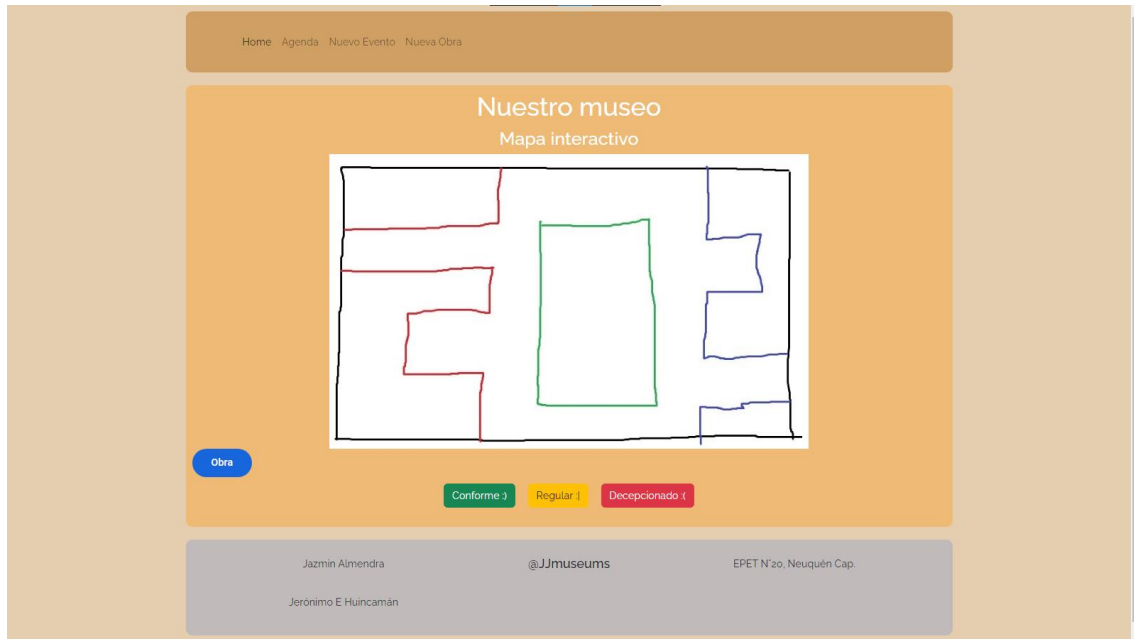 Home Agenda Nuevo Evento Nueva Obra
Nuestro museo
Mapa interactivo
Obra
Conforme :) Regular :| Decepcionado :(
Jazmin Almendra @JJmuseums EPET N°20, Neuquén Cap.
Jerónimo E Huincamán